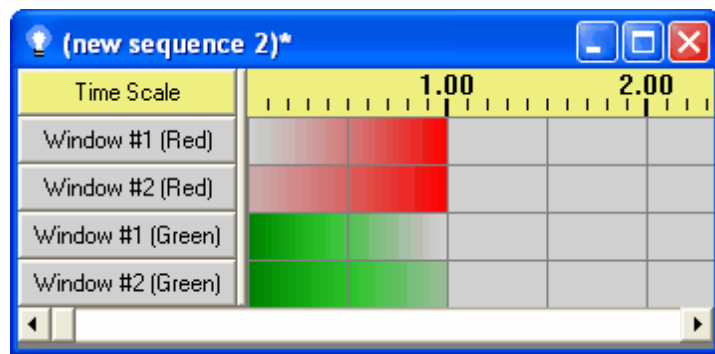 (new sequence 2)*
Time Scale 1.00 2.00
Window #1 (Red)
Window #2 (Red)
Window #1 (Green)
Window #2 (Green)